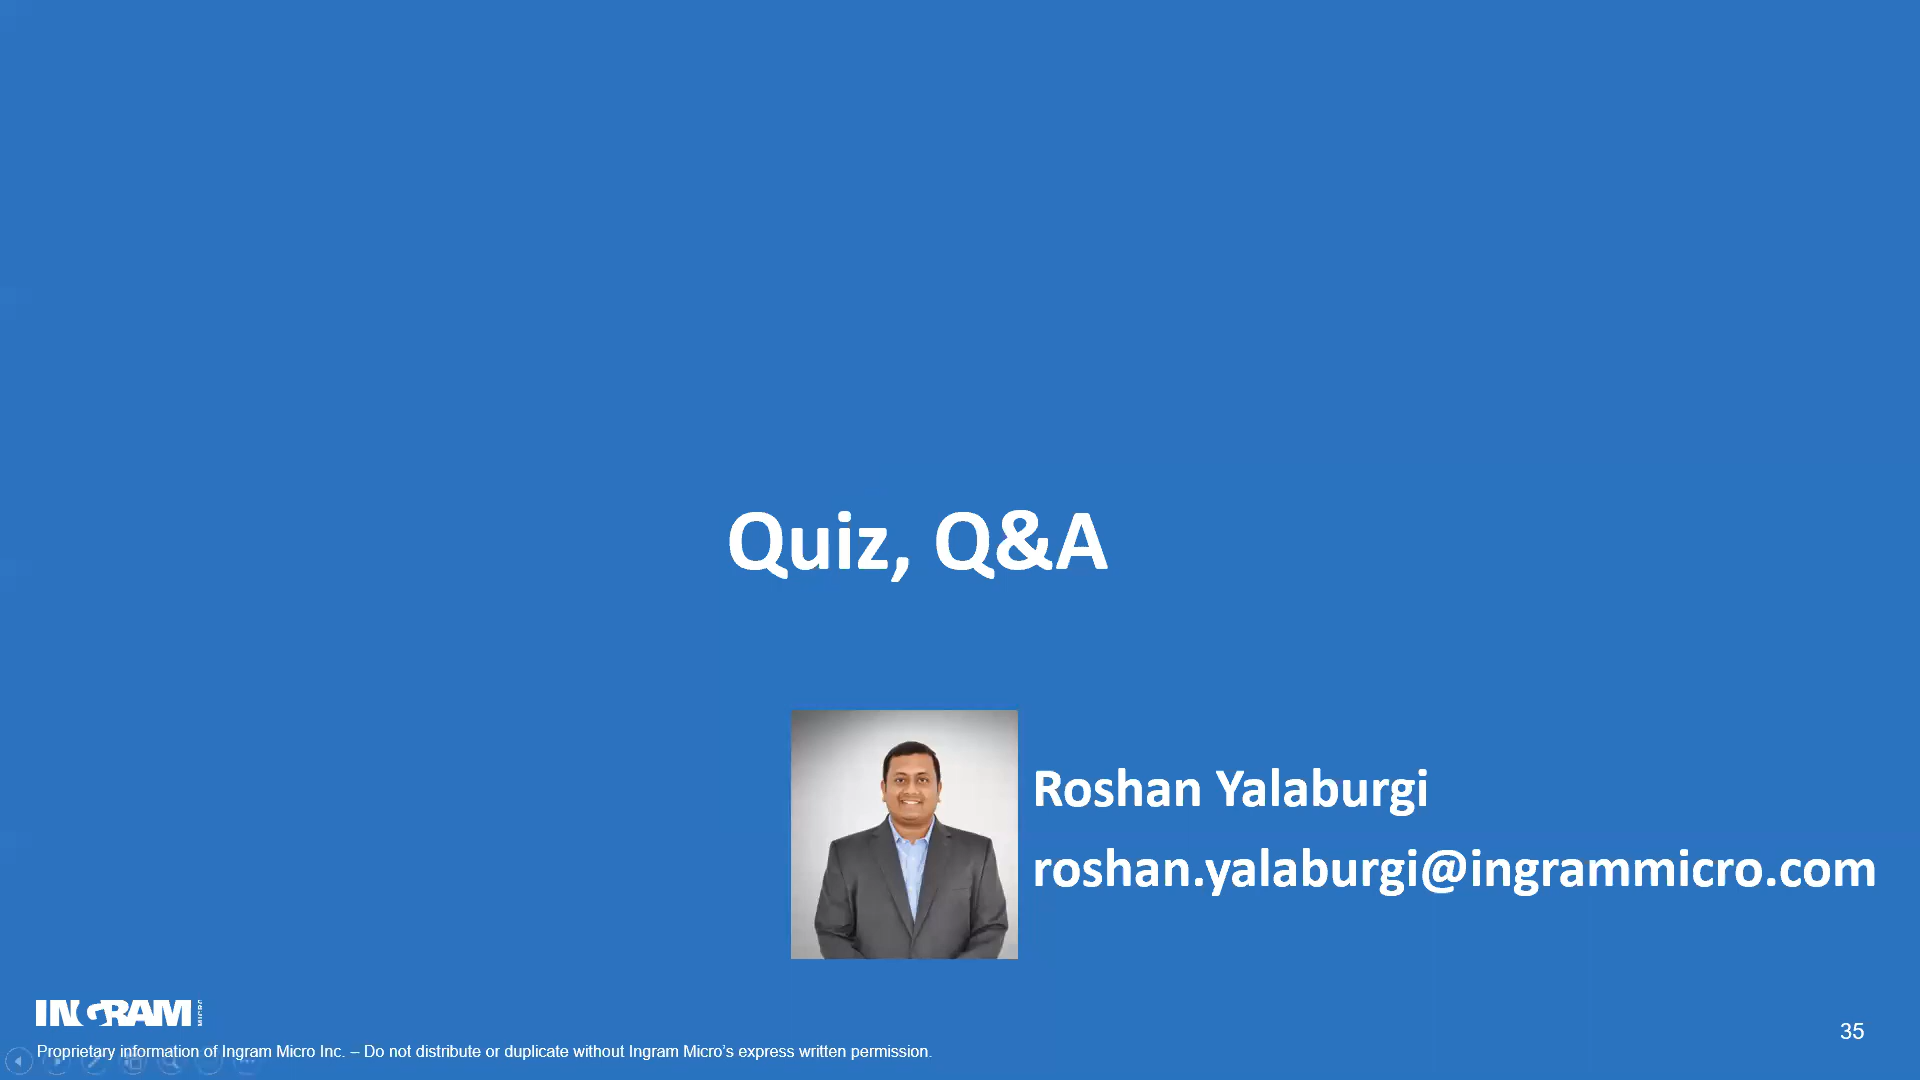 Quiz, Q&A
Roshan Yalaburgi
roshan.yalaburgi@ingrammicro.com
INGRAM MICRO
35
Proprietary information of Ingram Micro Inc. – Do not distribute or duplicate without Ingram Micro’s express written permission.